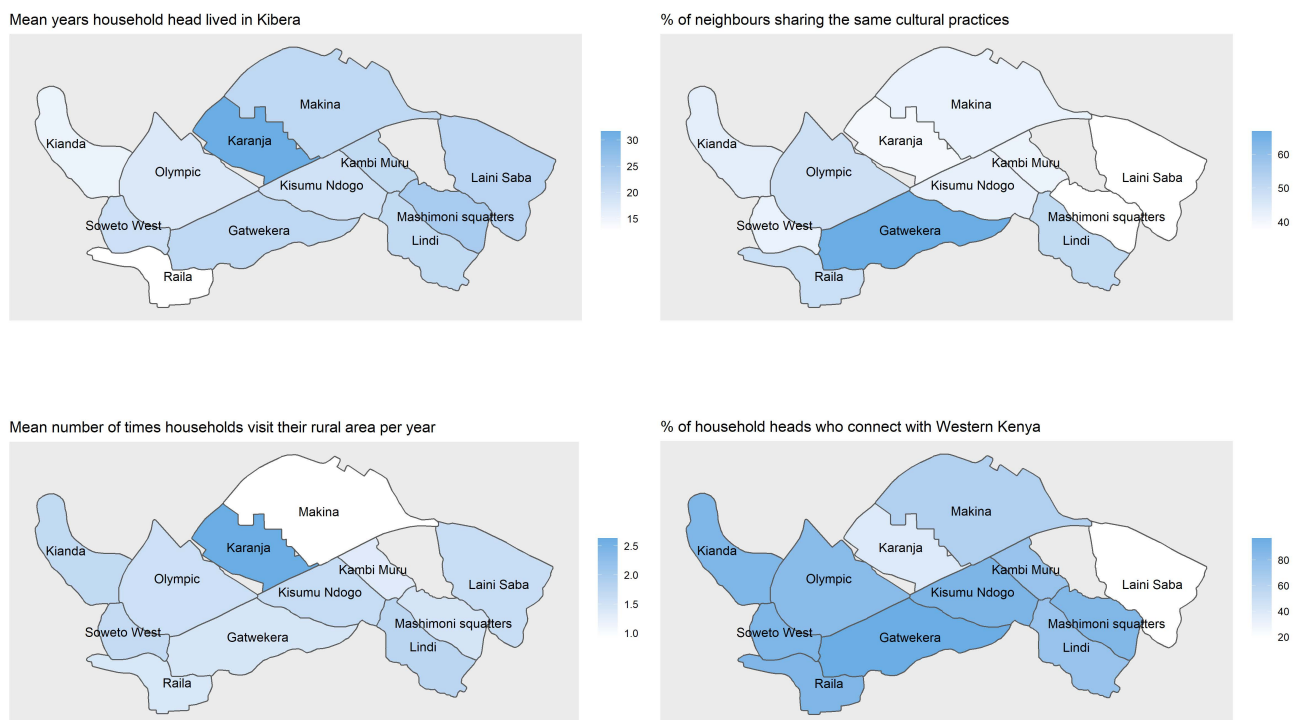 Mean years household head lived in Kibera
Makina
Kianda
Karanja
Kambi Muru
Olympic
Laini Saba
Kisumu Ndogo
Mashimoni squatters
Soweto West
Gatwekera
Lindi
Raila
30
25
20
15
% of neighbours sharing the same cultural practices
Makina
Kianda
Karanja
Kambi Muru
Olympic
Laini Saba
Kisumu Ndogo
Mashimoni squatters
Soweto West
Gatwekera
Lindi
Raila
60
50
40
Mean number of times households visit their rural area per year
Makina
Kianda
Karanja
Kambi Muru
Olympic
Laini Saba
Kisumu Ndogo
Mashimoni squatters
Soweto West
Gatwekera
Lindi
Raila
2.5
2.0
1.5
1.0
% of household heads who connect with Western Kenya
Makina
Kianda
Karanja
Kambi Muru
Olympic
Laini Saba
Kisumu Ndogo
Mashimoni squatters
Soweto West
Gatwekera
Lindi
Raila
80
60
40
20